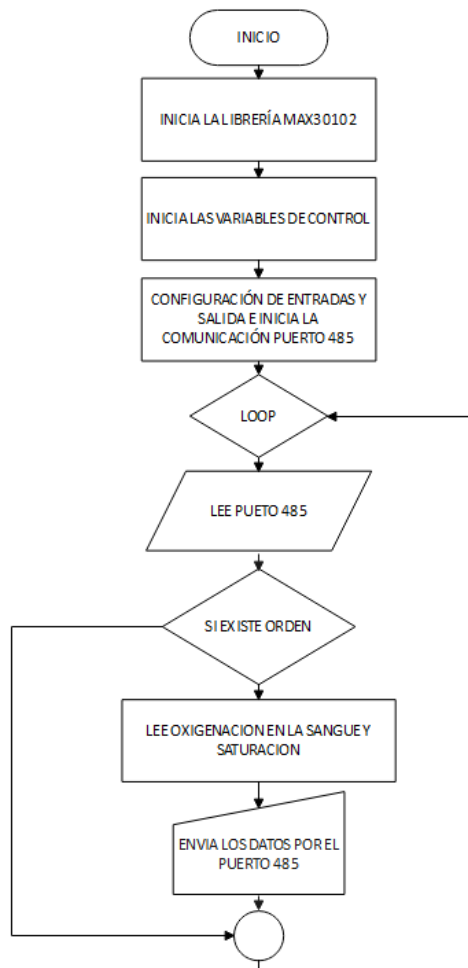 INICIO
INICIA LA LIBRERÍA MAX30102
INICIA LAS VARIABLES DE CONTROL
CONFIGURACIÓN DE ENTRADAS Y
SALIDA E INICIA LA
COMUNICACIÓN PUERTO 485
LOOP
LEE PUETO 485
SI EXISTE ORDEN
LEE OXIGENACION EN LA SANGUE Y
SATURACION
ENVIA LOS DATOS POR EL
PUERTO 485